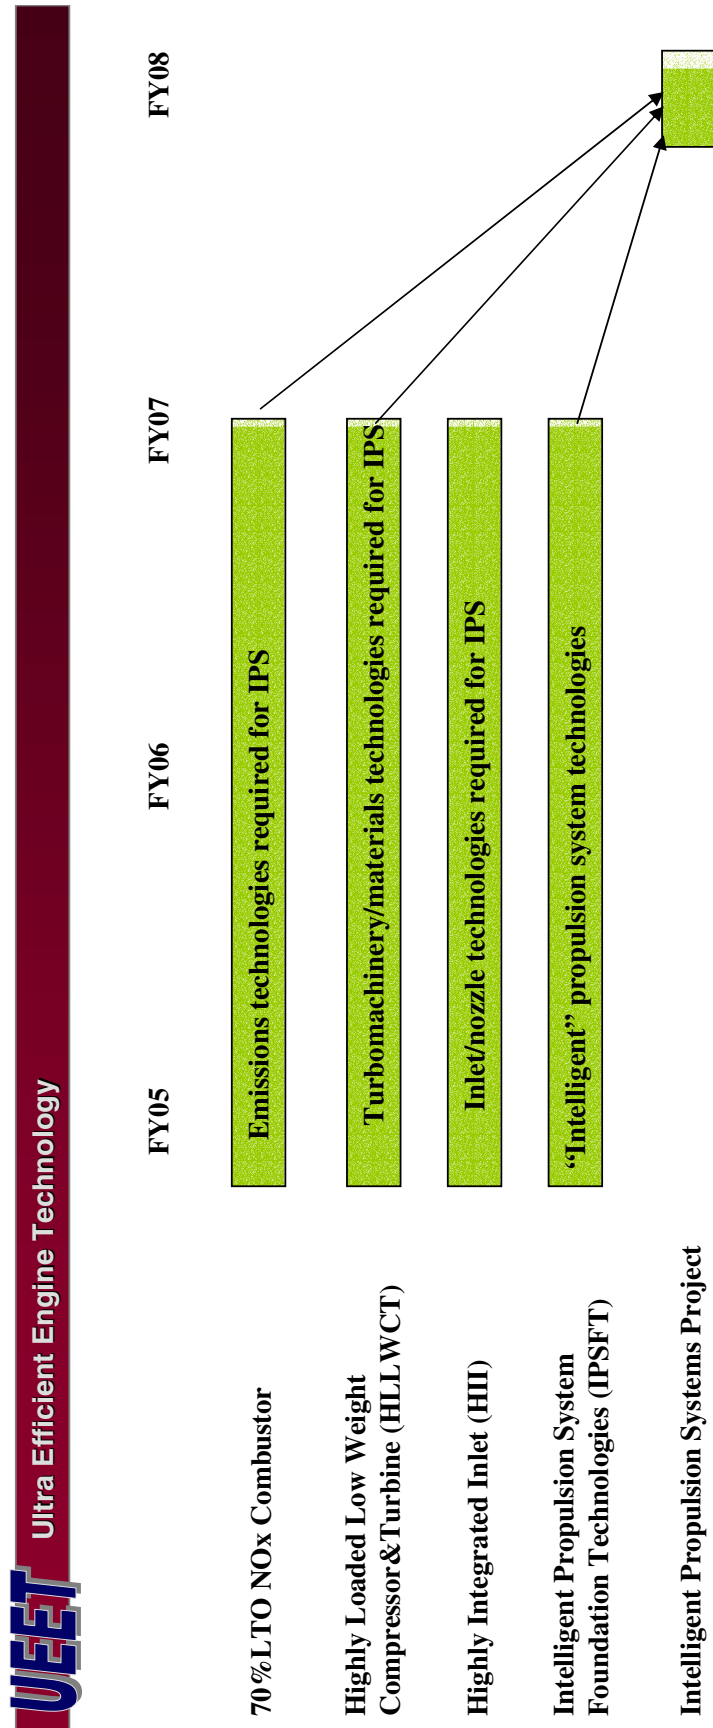 UEET
Ultra Efficient Engine Technology
FY05 FY06 FY07 FY08
70%LTO NOx Combustor
Emissions technologies required for IPS
Highly Loaded Low Weight
Compressor&Turbine (HLLWCT)
Turbomachinery/materials technologies required for IPS
Highly Integrated Inlet (HII)
Inlet/nozzle technologies required for IPS
Intelligent Propulsion System
Foundation Technologies (IPSFT)
“Intelligent” propulsion system technologies
Intelligent Propulsion Systems Project